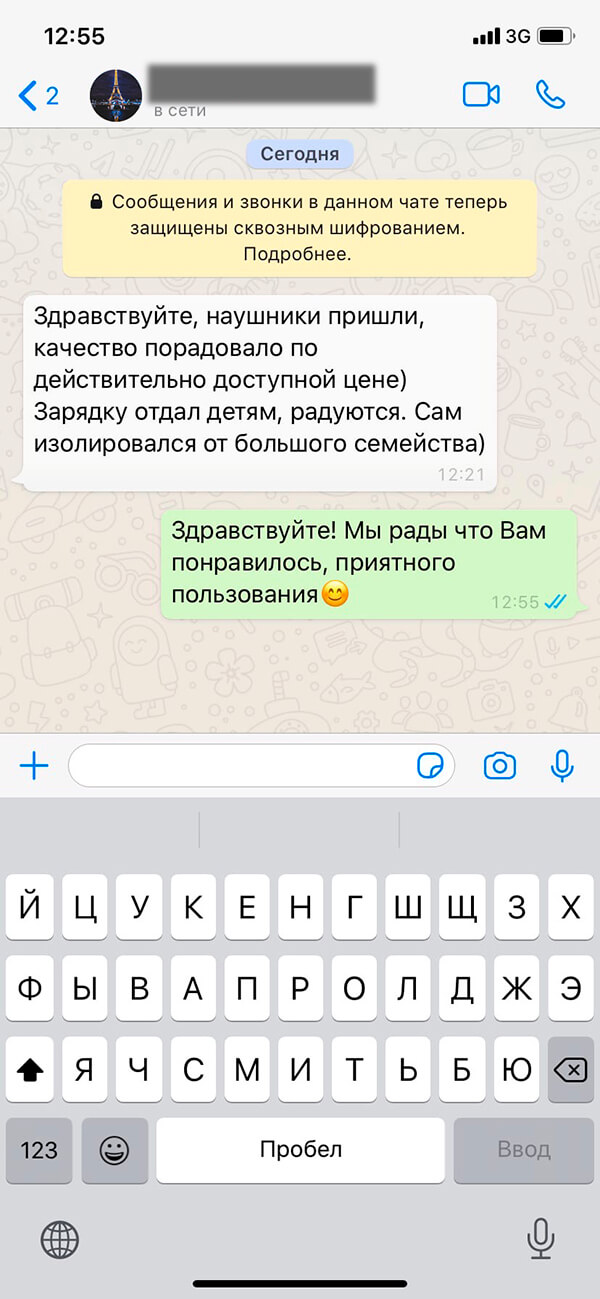 12:55
3G
2
в сети
Сегодня
Сообщения и звонки в данном чате теперь
защищены сквозным шифрованием.
Подробнее.
Здравствуйте, наушники пришли,
качество порадовало по
действительно доступной цене)
Зарядку отдал детям, радуются. Сам
изолировался от большого семейства)
12:21
Здравствуйте! Мы рады что Вам
понравилось, приятного
пользования😊
12:55
Й Ц У К Е Н Г Ш Щ З Х
Ф Ы В А П Р О Л Д Ж Э
Я Ч С М И Т Ь Б Ю
123 Пробел Ввод